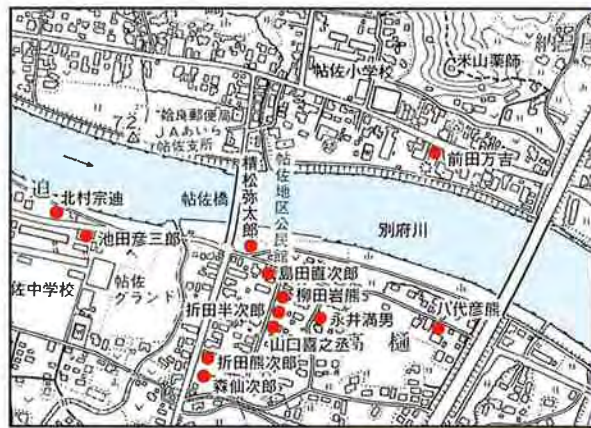 帖佐小学校
米山薬師
姶良郵便局
JAあいら
帖佐支所
7.2
前田万吉
北村宗迪
帖佐橋
精松弥太郎
帖佐地区公民館
別府川
池田彦三郎
島田直次郎
佐中学校
帖佐
グランド
柳田岩熊
折田半次郎
永井満男
八代彦熊
山口喜之丞
高樋
折田熊次郎
森仙次郎